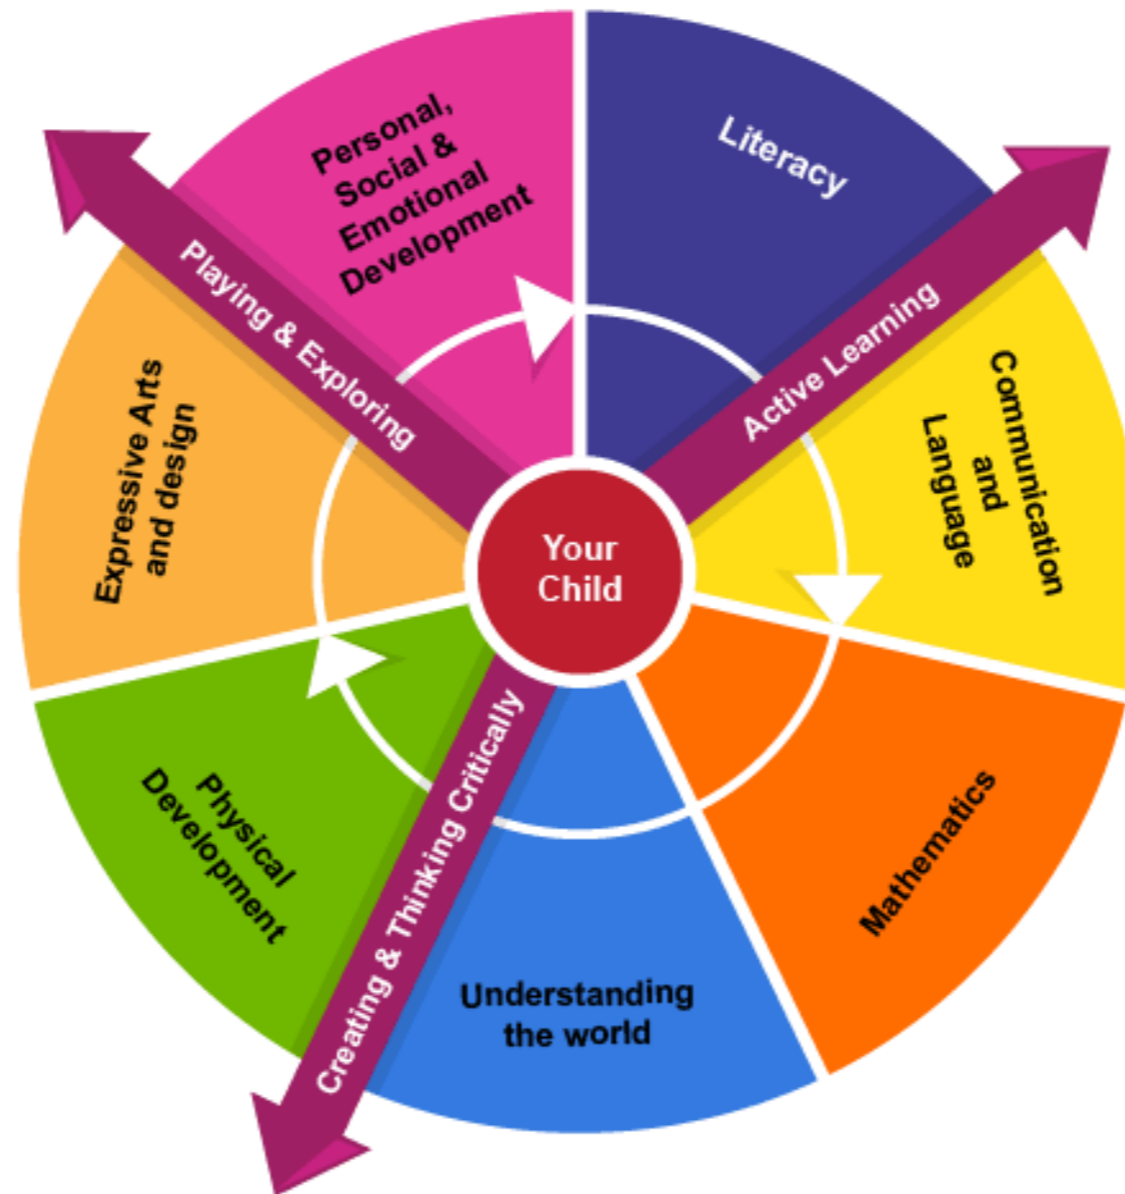 Personal,
Social &
Emotional
Development
Literacy
Playing & Exploring
Active Learning
Expressive Arts
and design
Communication
and
Language
Your
Child
Physical
Development
Creating & Thinking Critically
Mathematics
Understanding
the world